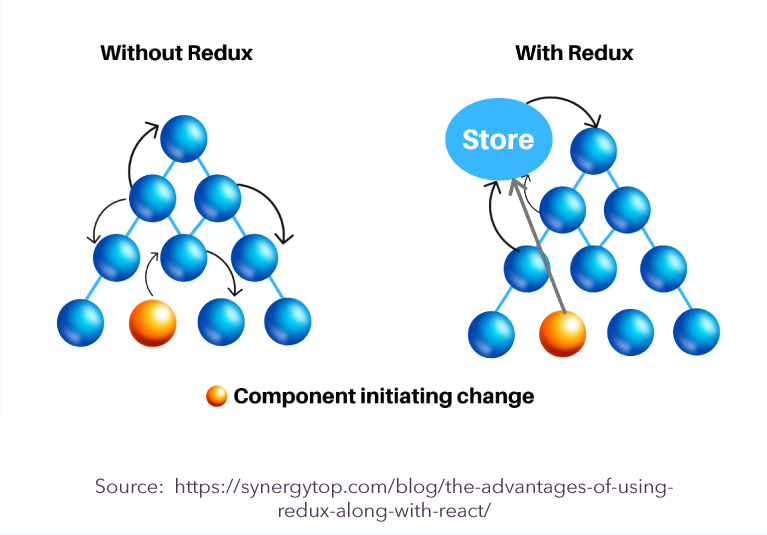 Without Redux
With Redux
Store
Component initiating change
Source: https://synergytop.com/blog/the-advantages-of-using-
redux-along-with-react/